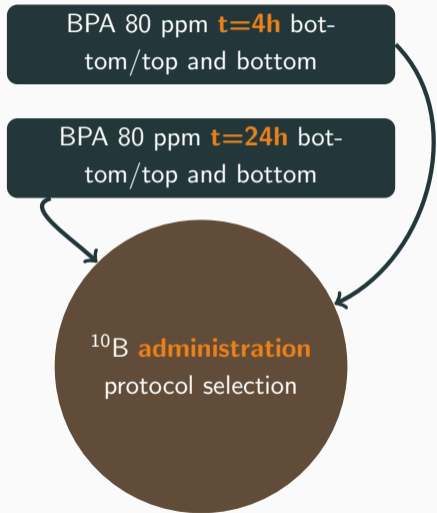 BPA 80 ppm t=4h bot-
tom/top and bottom
BPA 80 ppm t=24h bot-
tom/top and bottom
¹⁰B administration
protocol selection